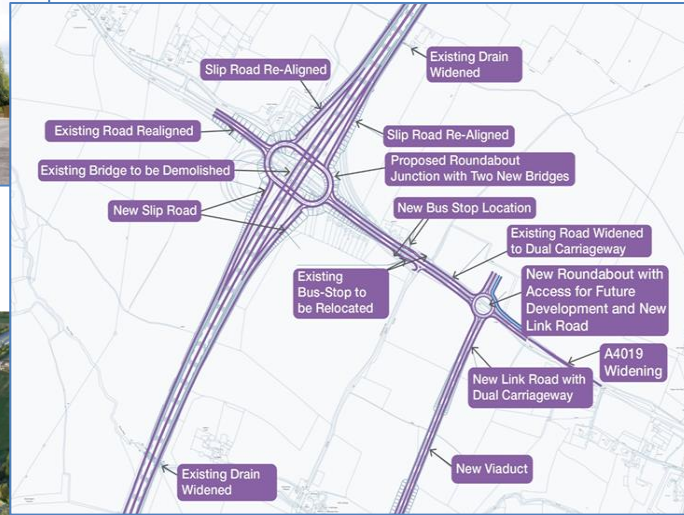 Existing Drain
Widened
Slip Road Re-Aligned
Existing Road Realigned
Slip Road Re-Aligned
Existing Bridge to be Demolished
Proposed Roundabout
Junction with Two New Bridges
New Slip Road
New Bus Stop Location
Existing Road Widened
to Dual Carriageway
Existing
Bus-Stop to
be Relocated
New Roundabout with
Access for Future
Development and New
Link Road
A4019
Widening
New Link Road with
Dual Carriageway
New Viaduct
Existing Drain
Widened